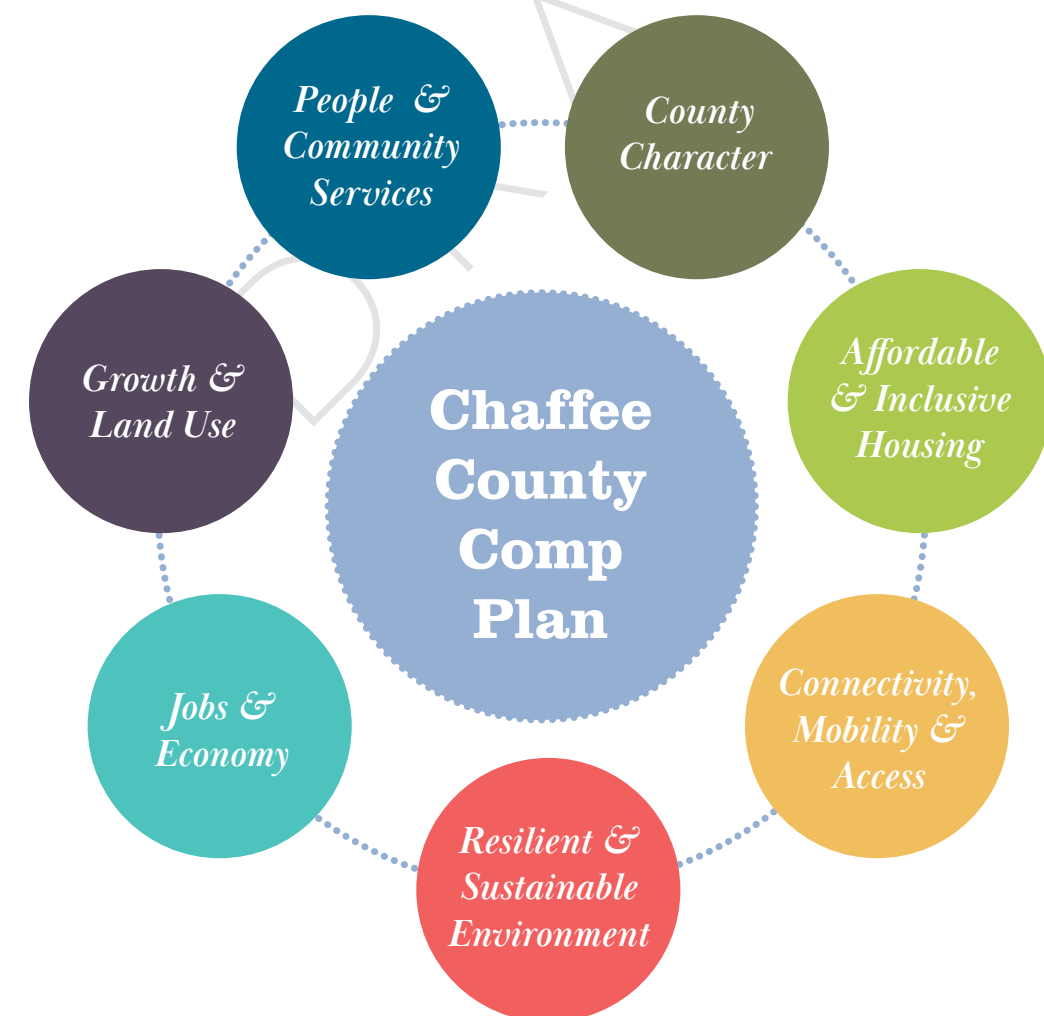 People &
Community
Services
County
Character
Affordable
& Inclusive
Housing
Connectivity,
Mobility &
Access
Resilient &
Sustainable
Environment
Jobs &
Economy
Growth &
Land Use
Chaffee
County
Comp
Plan